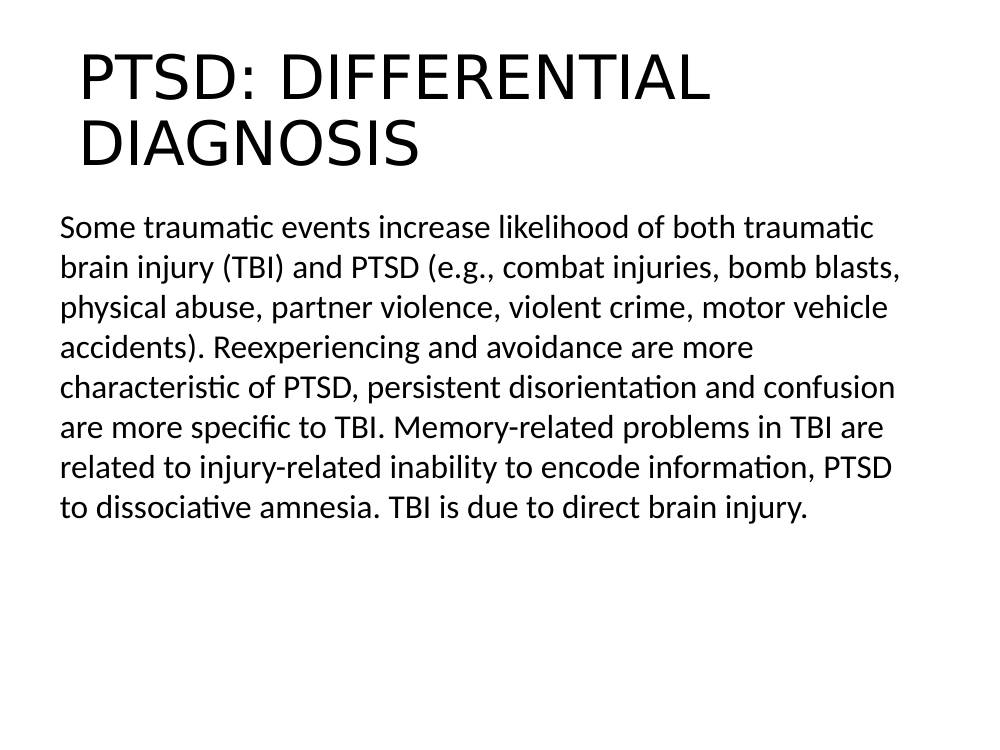 PTSD: DIFFERENTIAL
DIAGNOSIS
Some traumatic events increase likelihood of both traumatic
brain injury (TBI) and PTSD (e.g., combat injuries, bomb blasts,
physical abuse, partner violence, violent crime, motor vehicle
accidents). Reexperiencing and avoidance are more
characteristic of PTSD, persistent disorientation and confusion
are more specific to TBI. Memory-related problems in TBI are
related to injury-related inability to encode information, PTSD
to dissociative amnesia. TBI is due to direct brain injury.